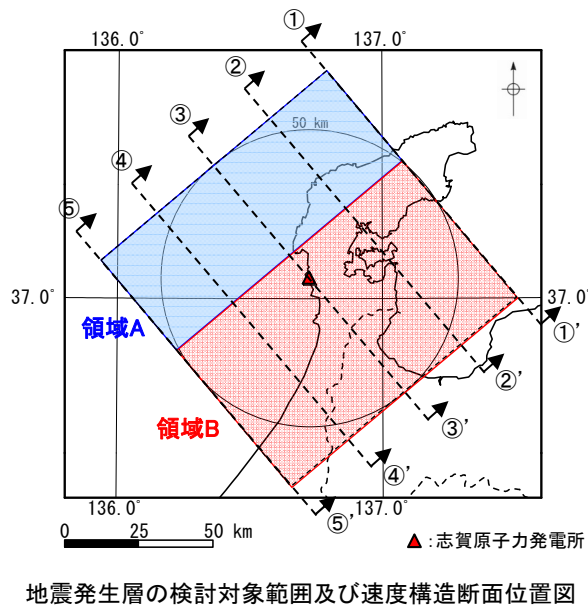 ①
136.0°
137.0°
②
50 km
③
④
⑤
37.0°
37.0°
領域A
①'
②'
領域B
③'
④'
136.0°
137.0°
⑤'
0 25 50 km
:志賀原子力発電所
地震発生層の検討対象範囲及び速度構造断面位置図